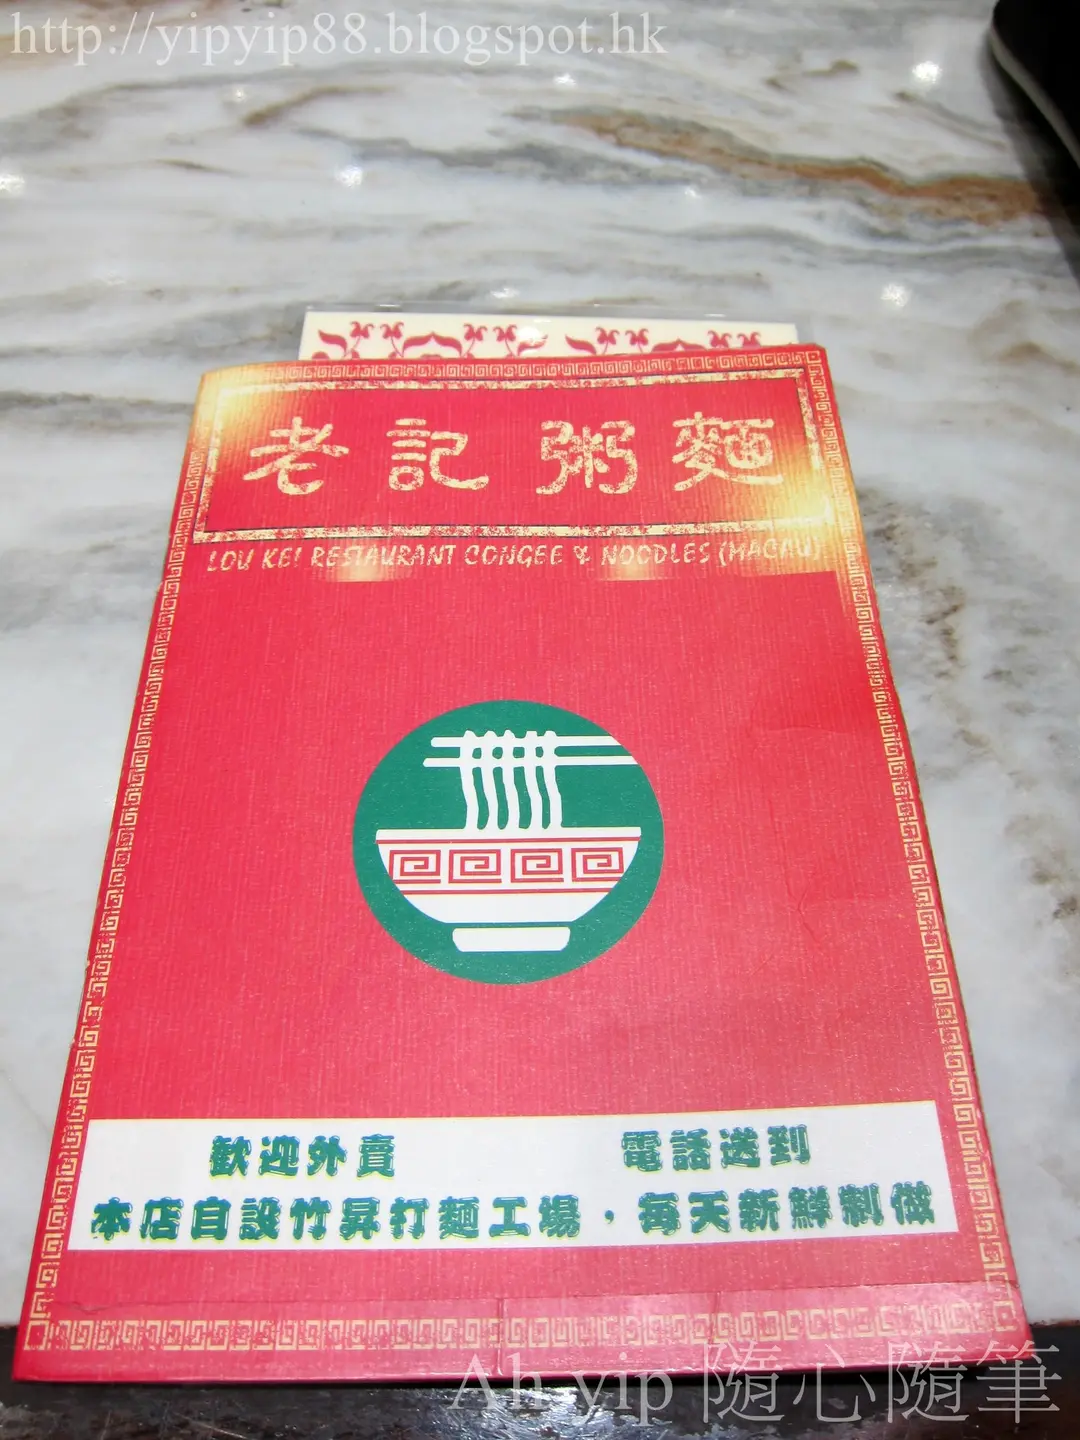 http://yipyip88.blogspot.hk
老記 粥麵
LOU KEI RESTAURANT CONGEE & NOODLES (MACAU)
歡迎外賣 電話送到
本店自設竹昇打麵工場，每天新鮮制做
Ah yip 隨心隨筆